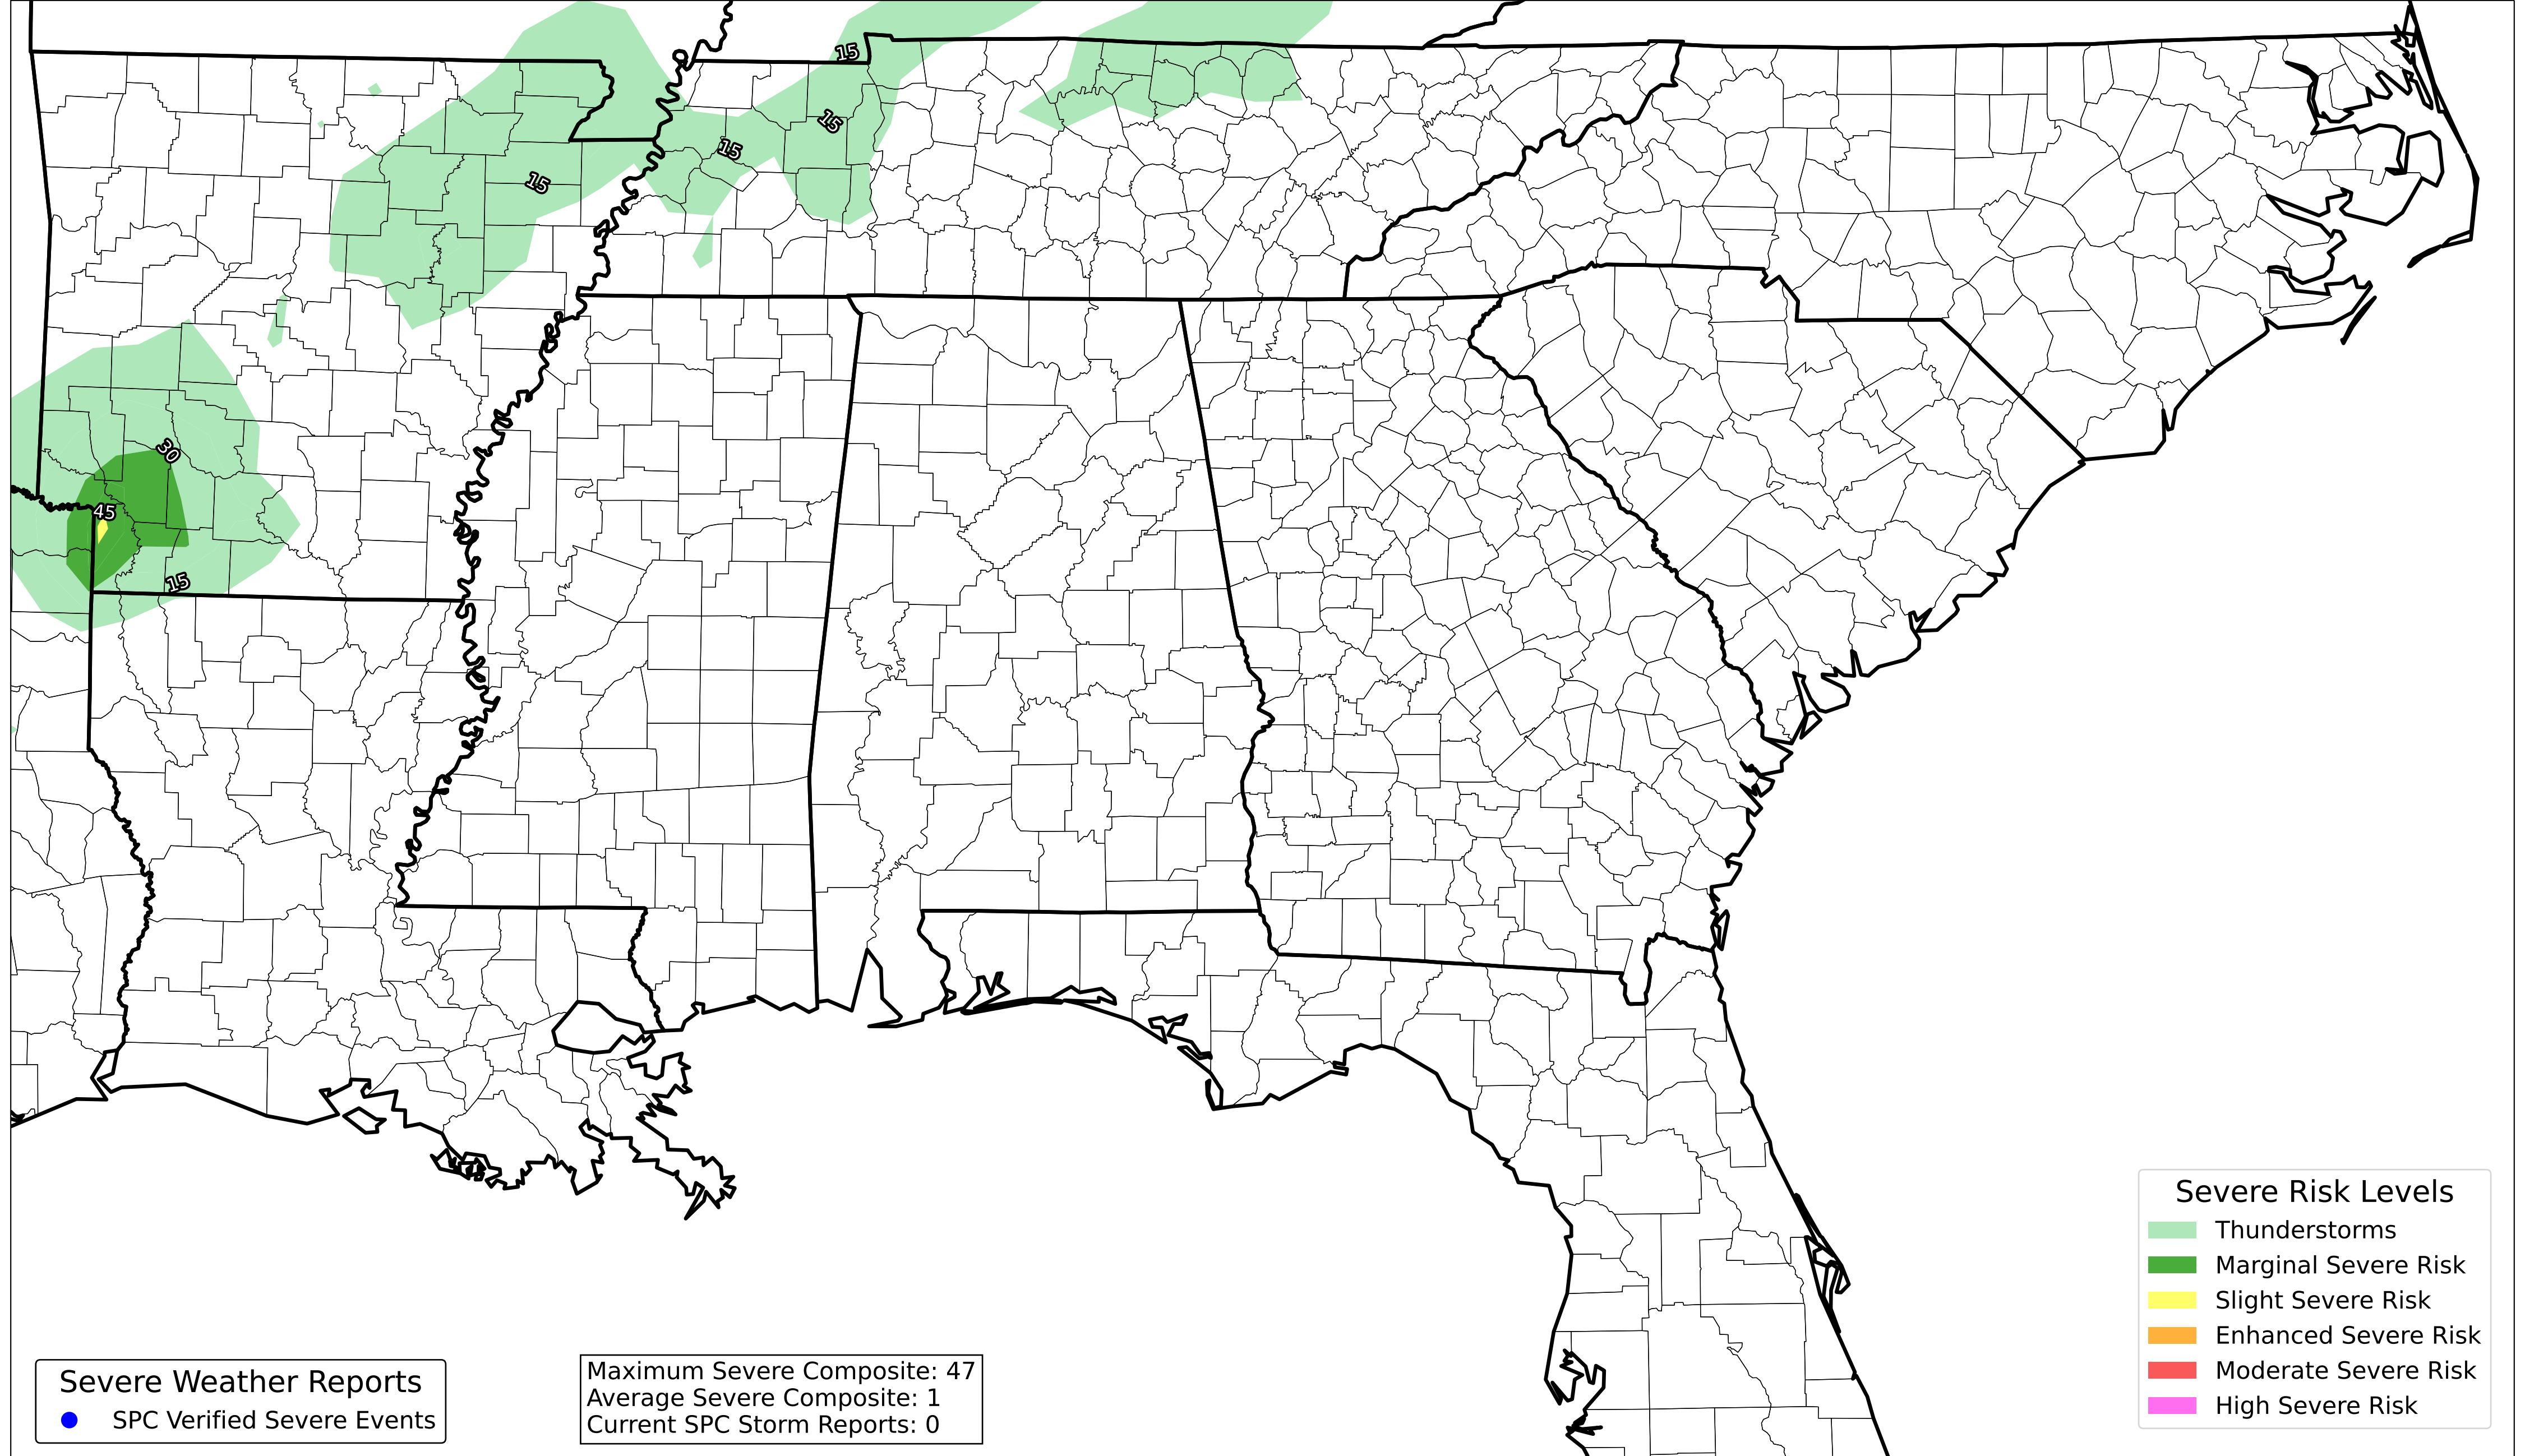 15
15
15
15
30
45
15
Severe Risk Levels
Thunderstorms
Marginal Severe Risk
Slight Severe Risk
Enhanced Severe Risk
Moderate Severe Risk
High Severe Risk
Severe Weather Reports
SPC Verified Severe Events
Maximum Severe Composite: 47
Average Severe Composite: 1
Current SPC Storm Reports: 0